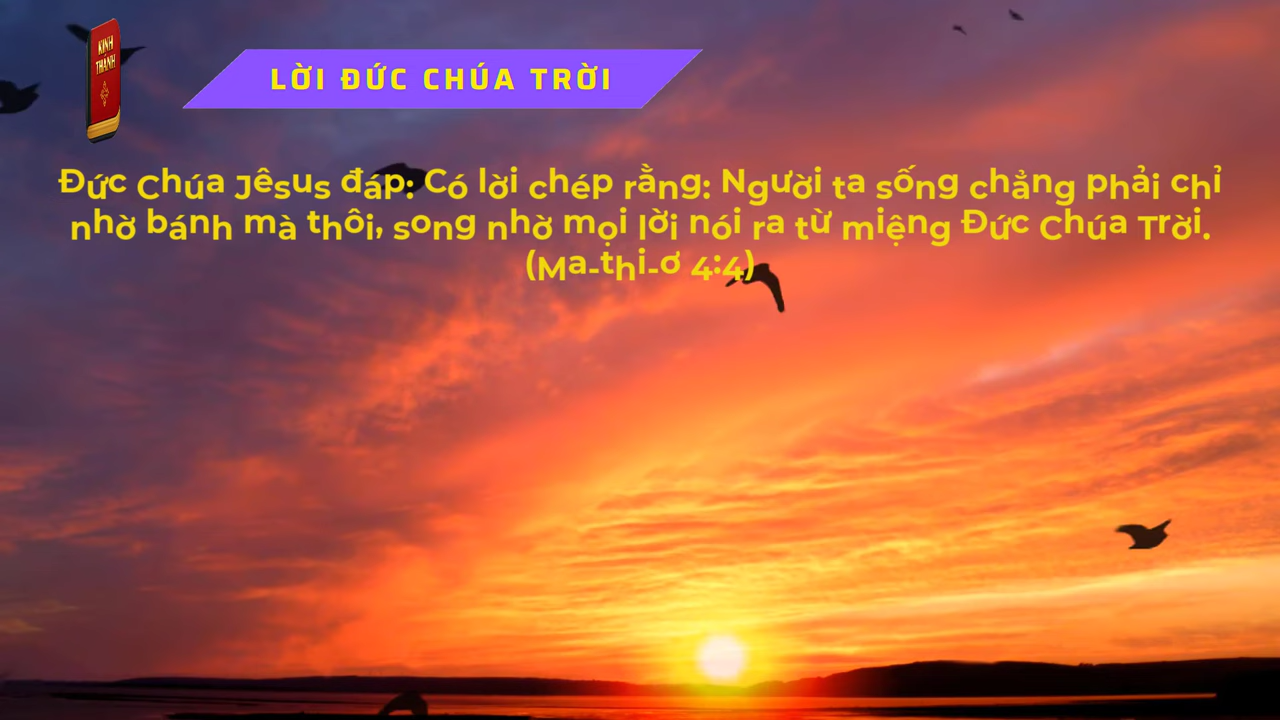 KINH
THÁNH
LỜI ĐỨC CHÚA TRỜI
Đức Chúa Jêsus đáp: Có lời chép rằng: Người ta sống chẳng phải chỉ
nhờ bánh mà thôi, song nhờ mọi lời nói ra từ miệng Đức Chúa Trời.
(Ma-thi-ơ 4:4)